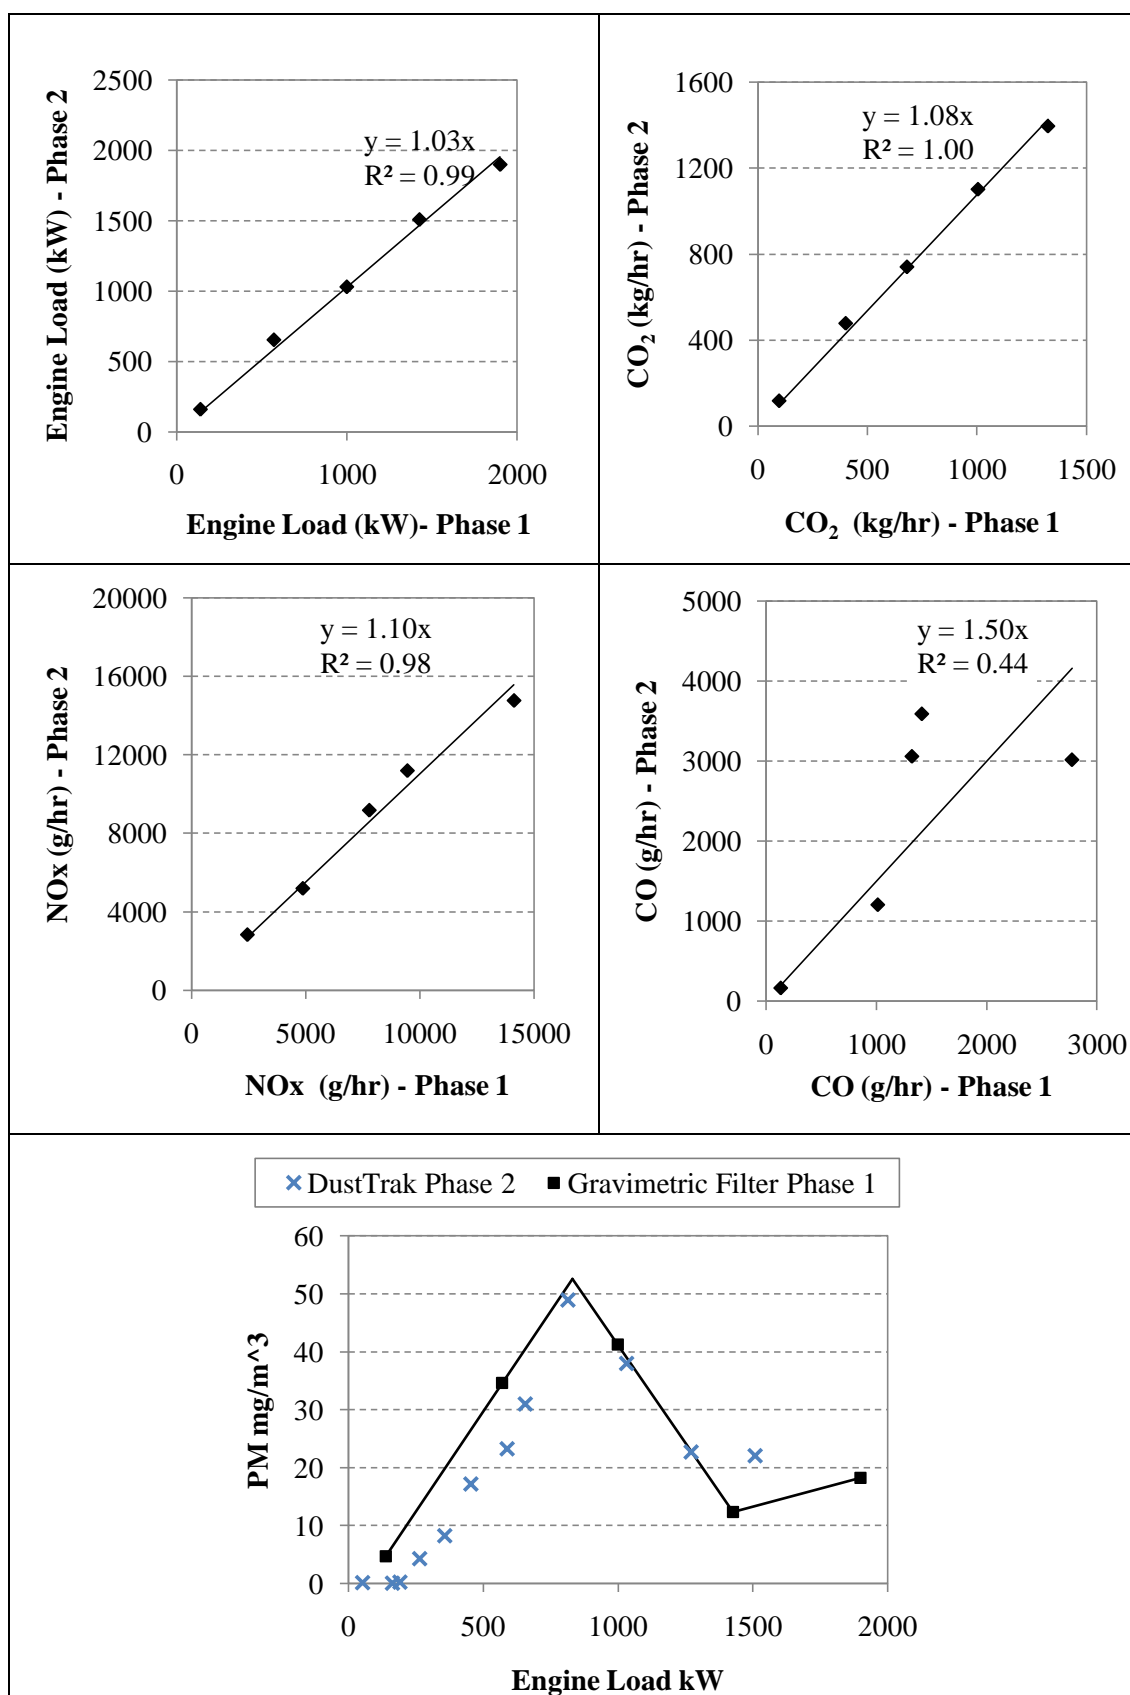 Engine Load (kW) - Phase 2
2500
2000
1500
1000
500
0
y = 1.03x
R² = 0.99
0 1000 2000
Engine Load (kW)- Phase 1
CO₂ (kg/hr) - Phase 2
1600
1200
800
400
0
y = 1.08x
R² = 1.00
0 500 1000 1500
CO₂ (kg/hr) - Phase 1
NOx (g/hr) - Phase 2
20000
16000
12000
8000
4000
0
y = 1.10x
R² = 0.98
0 5000 10000 15000
NOx (g/hr) - Phase 1
CO (g/hr) - Phase 2
5000
4000
3000
2000
1000
0
y = 1.50x
R² = 0.44
0 1000 2000 3000
CO (g/hr) - Phase 1
DustTrak Phase 2 Gravimetric Filter Phase 1
PM mg/m^3
60
50
40
30
20
10
0
0 500 1000 1500 2000
Engine Load kW